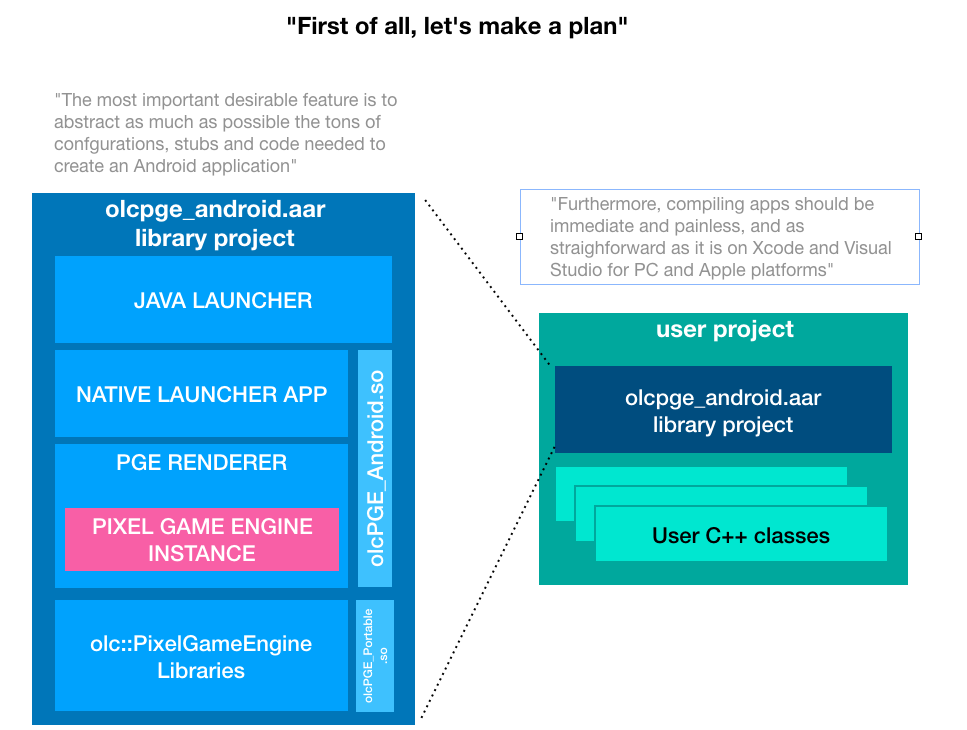 "First of all, let's make a plan"
"The most important desirable feature is to
abstract as much as possible the tons of
confgurations, stubs and code needed to
create an Android application"
olcpge_android.aar
library project
JAVA LAUNCHER
NATIVE LAUNCHER APP
PGE RENDERER
PIXEL GAME ENGINE
INSTANCE
olcPGE_Android.so
olc::PixelGameEngine
Libraries
olcPGE_Portable
.so
"Furthermore, compiling apps should be
immediate and painless, and as
straighforward as it is on Xcode and Visual
Studio for PC and Apple platforms"
user project
olcpge_android.aar
library project
User C++ classes